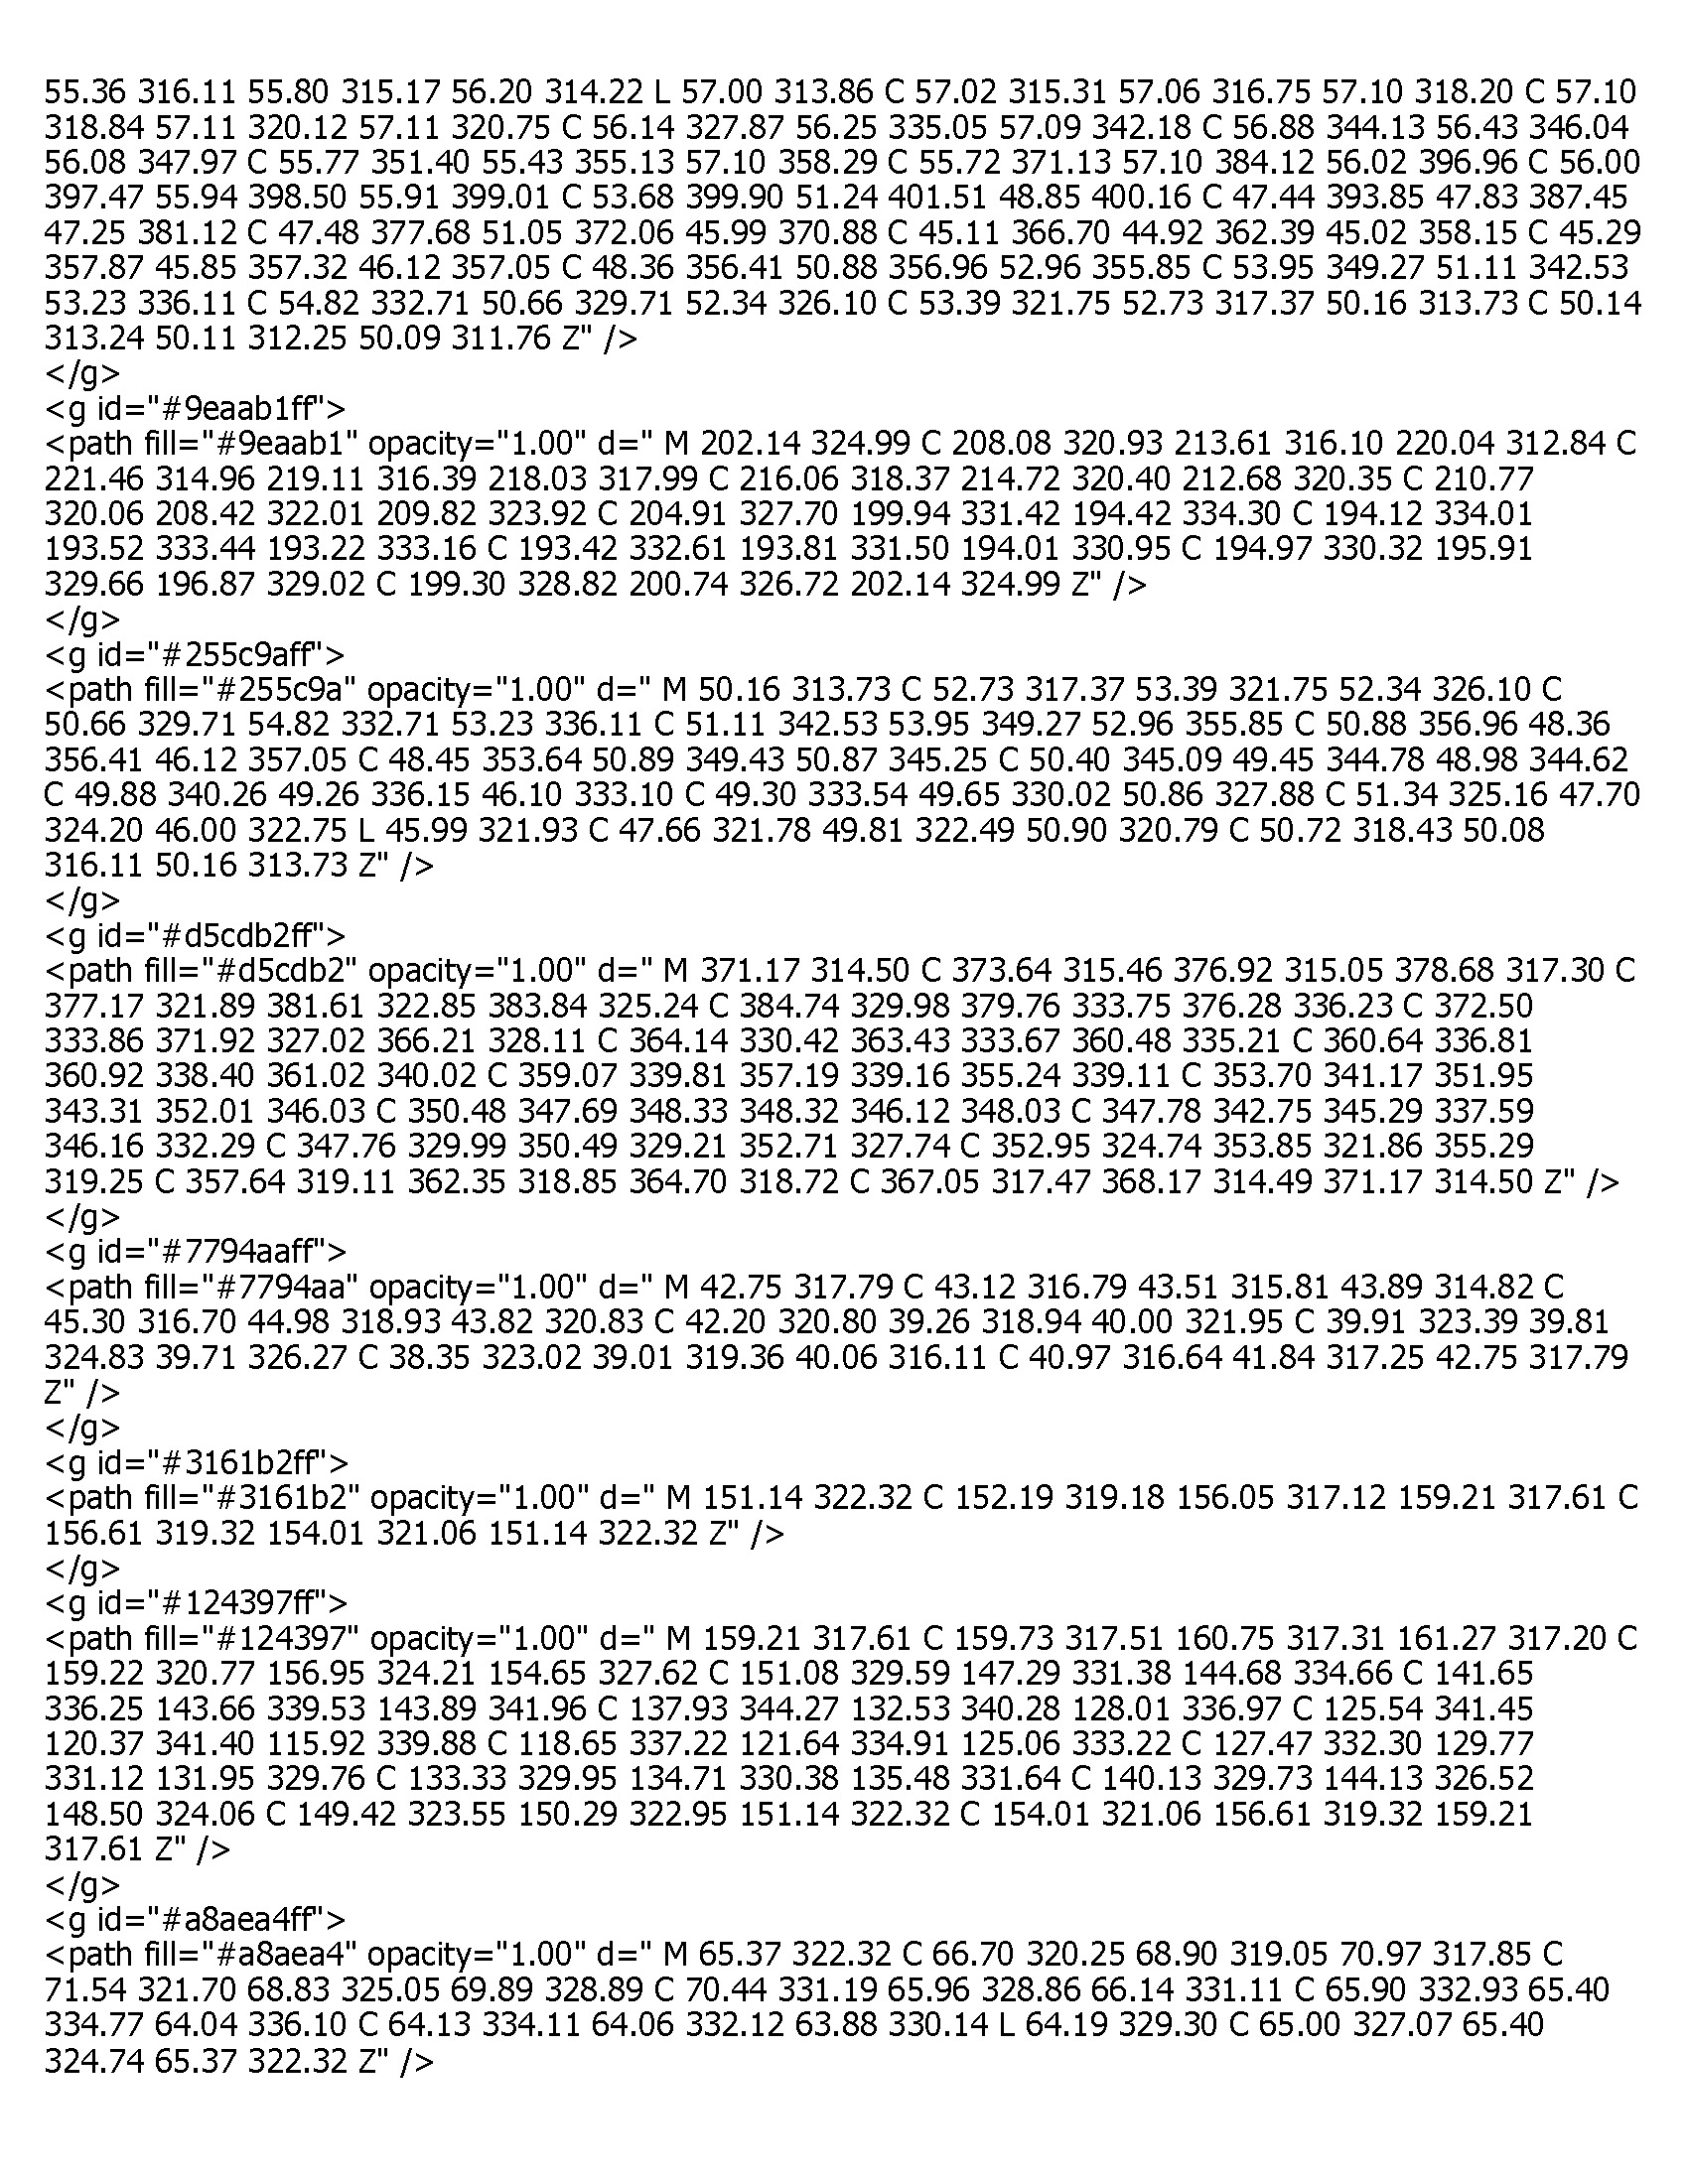 55.36 316.11 55.80 315.17 56.20 314.22 L 57.00 313.86 C 57.02 315.31 57.06 316.75 57.10 318.20 C 57.10
318.84 57.11 320.12 57.11 320.75 C 56.14 327.87 56.25 335.05 57.09 342.18 C 56.88 344.13 56.43 346.04
56.08 347.97 C 55.77 351.40 55.43 355.13 57.10 358.29 C 55.72 371.13 57.10 384.12 56.02 396.96 C 56.00
397.47 55.94 398.50 55.91 399.01 C 53.68 399.90 51.24 401.51 48.85 400.16 C 47.44 393.85 47.83 387.45
47.25 381.12 C 47.48 377.68 51.05 372.06 45.99 370.88 C 45.11 366.70 44.92 362.39 45.02 358.15 C 45.29
357.87 45.85 357.32 46.12 357.05 C 48.36 356.41 50.88 356.96 52.96 355.85 C 53.95 349.27 51.11 342.53
53.23 336.11 C 54.82 332.71 50.66 329.71 52.34 326.10 C 53.39 321.75 52.73 317.37 50.16 313.73 C 50.14
313.24 50.11 312.25 50.09 311.76 Z" />
</g>
<g id="#9eaab1ff">
<path fill="#9eaab1" opacity="1.00" d=" M 202.14 324.99 C 208.08 320.93 213.61 316.10 220.04 312.84 C
221.46 314.96 219.11 316.39 218.03 317.99 C 216.06 318.37 214.72 320.40 212.68 320.35 C 210.77
320.06 208.42 322.01 209.82 323.92 C 204.91 327.70 199.94 331.42 194.42 334.30 C 194.12 334.01
193.52 333.44 193.22 333.16 C 193.42 332.61 193.81 331.50 194.01 330.95 C 194.97 330.32 195.91
329.66 196.87 329.02 C 199.30 328.82 200.74 326.72 202.14 324.99 Z" />
</g>
<g id="#255c9aff">
<path fill="#255c9a" opacity="1.00" d=" M 50.16 313.73 C 52.73 317.37 53.39 321.75 52.34 326.10 C
50.66 329.71 54.82 332.71 53.23 336.11 C 51.11 342.53 53.95 349.27 52.96 355.85 C 50.88 356.96 48.36
356.41 46.12 357.05 C 48.45 353.64 50.89 349.43 50.87 345.25 C 50.40 345.09 49.45 344.78 48.98 344.62
C 49.88 340.26 49.26 336.15 46.10 333.10 C 49.30 333.54 49.65 330.02 50.86 327.88 C 51.34 325.16 47.70
324.20 46.00 322.75 L 45.99 321.93 C 47.66 321.78 49.81 322.49 50.90 320.79 C 50.72 318.43 50.08
316.11 50.16 313.73 Z" />
</g>
<g id="#d5cdb2ff">
<path fill="#d5cdb2" opacity="1.00" d=" M 371.17 314.50 C 373.64 315.46 376.92 315.05 378.68 317.30 C
377.17 321.89 381.61 322.85 383.84 325.24 C 384.74 329.98 379.76 333.75 376.28 336.23 C 372.50
333.86 371.92 327.02 366.21 328.11 C 364.14 330.42 363.43 333.67 360.48 335.21 C 360.64 336.81
360.92 338.40 361.02 340.02 C 359.07 339.81 357.19 339.16 355.24 339.11 C 353.70 341.17 351.95
343.31 352.01 346.03 C 350.48 347.69 348.33 348.32 346.12 348.03 C 347.78 342.75 345.29 337.59
346.16 332.29 C 347.76 329.99 350.49 329.21 352.71 327.74 C 352.95 324.74 353.85 321.86 355.29
319.25 C 357.64 319.11 362.35 318.85 364.70 318.72 C 367.05 317.47 368.17 314.49 371.17 314.50 Z" />
</g>
<g id="#7794aaff">
<path fill="#7794aa" opacity="1.00" d=" M 42.75 317.79 C 43.12 316.79 43.51 315.81 43.89 314.82 C
45.30 316.70 44.98 318.93 43.82 320.83 C 42.20 320.80 39.26 318.94 40.00 321.95 C 39.91 323.39 39.81
324.83 39.71 326.27 C 38.35 323.02 39.01 319.36 40.06 316.11 C 40.97 316.64 41.84 317.25 42.75 317.79
Z" />
</g>
<g id="#3161b2ff">
<path fill="#3161b2" opacity="1.00" d=" M 151.14 322.32 C 152.19 319.18 156.05 317.12 159.21 317.61 C
156.61 319.32 154.01 321.06 151.14 322.32 Z" />
</g>
<g id="#124397ff">
<path fill="#124397" opacity="1.00" d=" M 159.21 317.61 C 159.73 317.51 160.75 317.31 161.27 317.20 C
159.22 320.77 156.95 324.21 154.65 327.62 C 151.08 329.59 147.29 331.38 144.68 334.66 C 141.65
336.25 143.66 339.53 143.89 341.96 C 137.93 344.27 132.53 340.28 128.01 336.97 C 125.54 341.45
120.37 341.40 115.92 339.88 C 118.65 337.22 121.64 334.91 125.06 333.22 C 127.47 332.30 129.77
331.12 131.95 329.76 C 133.33 329.95 134.71 330.38 135.48 331.64 C 140.13 329.73 144.13 326.52
148.50 324.06 C 149.42 323.55 150.29 322.95 151.14 322.32 C 154.01 321.06 156.61 319.32 159.21
317.61 Z" />
</g>
<g id="#a8aea4ff">
<path fill="#a8aea4" opacity="1.00" d=" M 65.37 322.32 C 66.70 320.25 68.90 319.05 70.97 317.85 C
71.54 321.70 68.83 325.05 69.89 328.89 C 70.44 331.19 65.96 328.86 66.14 331.11 C 65.90 332.93 65.40
334.77 64.04 336.10 C 64.13 334.11 64.06 332.12 63.88 330.14 L 64.19 329.30 C 65.00 327.07 65.40
324.74 65.37 322.32 Z" />